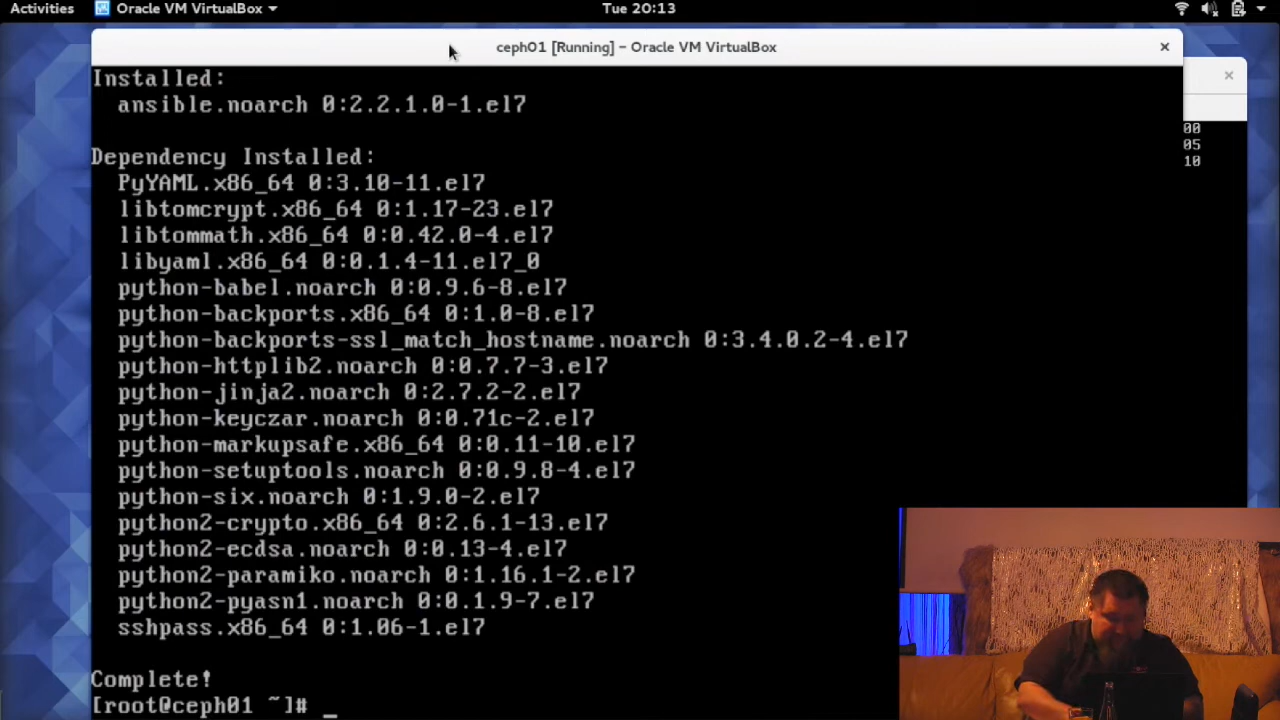 Activities Oracle VM VirtualBox Tue 20:13
ceph01 [Running] – Oracle VM VirtualBox
Installed:
ansible.noarch 0:2.2.1.0-1.el7
Dependency Installed:
PyYAML.x86_64 0:3.10-11.el7
libtomcrypt.x86_64 0:1.17-23.el7
libtommath.x86_64 0:0.42.0-4.el7
libyaml.x86_64 0:0.1.4-11.el7_0
python-babel.noarch 0:0.9.6-8.el7
python-backports.x86_64 0:1.0-8.el7
python-backports-ssl_match_hostname.noarch 0:3.4.0.2-4.el7
python-httplib2.noarch 0:0.7.7-3.el7
python-jinja2.noarch 0:2.7.2-2.el7
python-keyczar.noarch 0:0.71c-2.el7
python-markupsafe.x86_64 0:0.11-10.el7
python-setuptools.noarch 0:0.9.8-4.el7
python-six.noarch 0:1.9.0-2.el7
python2-crypto.x86_64 0:2.6.1-13.el7
python2-ecdsa.noarch 0:0.13-4.el7
python2-paramiko.noarch 0:1.16.1-2.el7
python2-pyasn1.noarch 0:0.1.9-7.el7
sshpass.x86_64 0:1.06-1.el7
Complete!
[root@ceph01 ~]# _
00
05
10